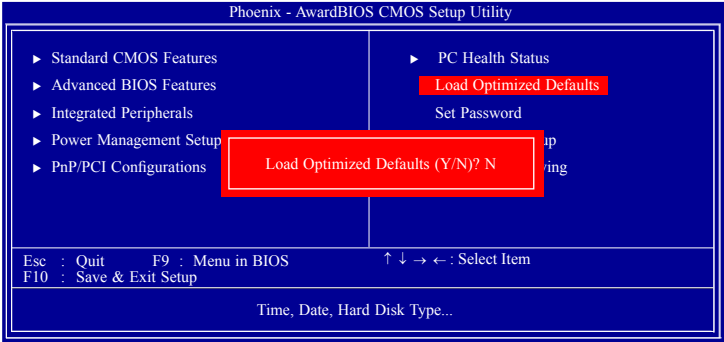 Phoenix - AwardBIOS CMOS Setup Utility
► Standard CMOS Features
► Advanced BIOS Features
► Integrated Peripherals
► Power Management Setup
► PnP/PCI Configurations
► PC Health Status
Load Optimized Defaults
Set Password
up
ving
Load Optimized Defaults (Y/N)? N
Esc : Quit F9 : Menu in BIOS ↑ ↓ → ← : Select Item
F10 : Save & Exit Setup
Time, Date, Hard Disk Type...